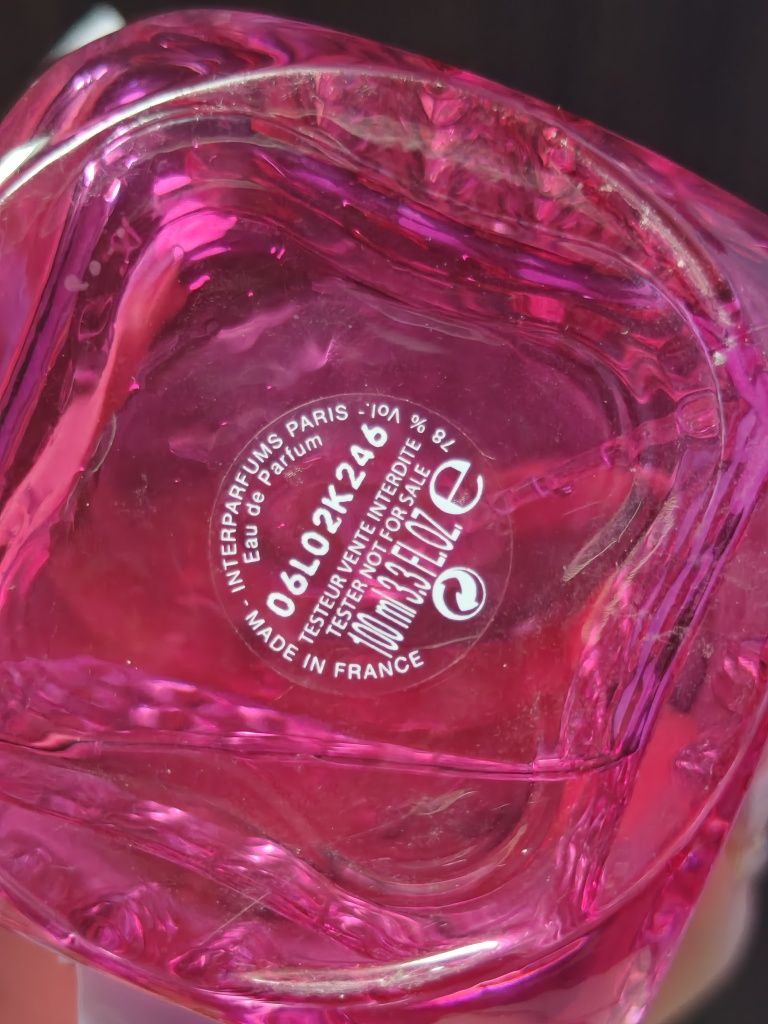 - INTERPARFUMS PARIS - 78 % Vol. -
Eau de Parfum
06L02K246
TESTEUR VENTE INTERDITE
TESTER NOT FOR SALE
100 ml 3.3 FL.OZ. e
MADE IN FRANCE